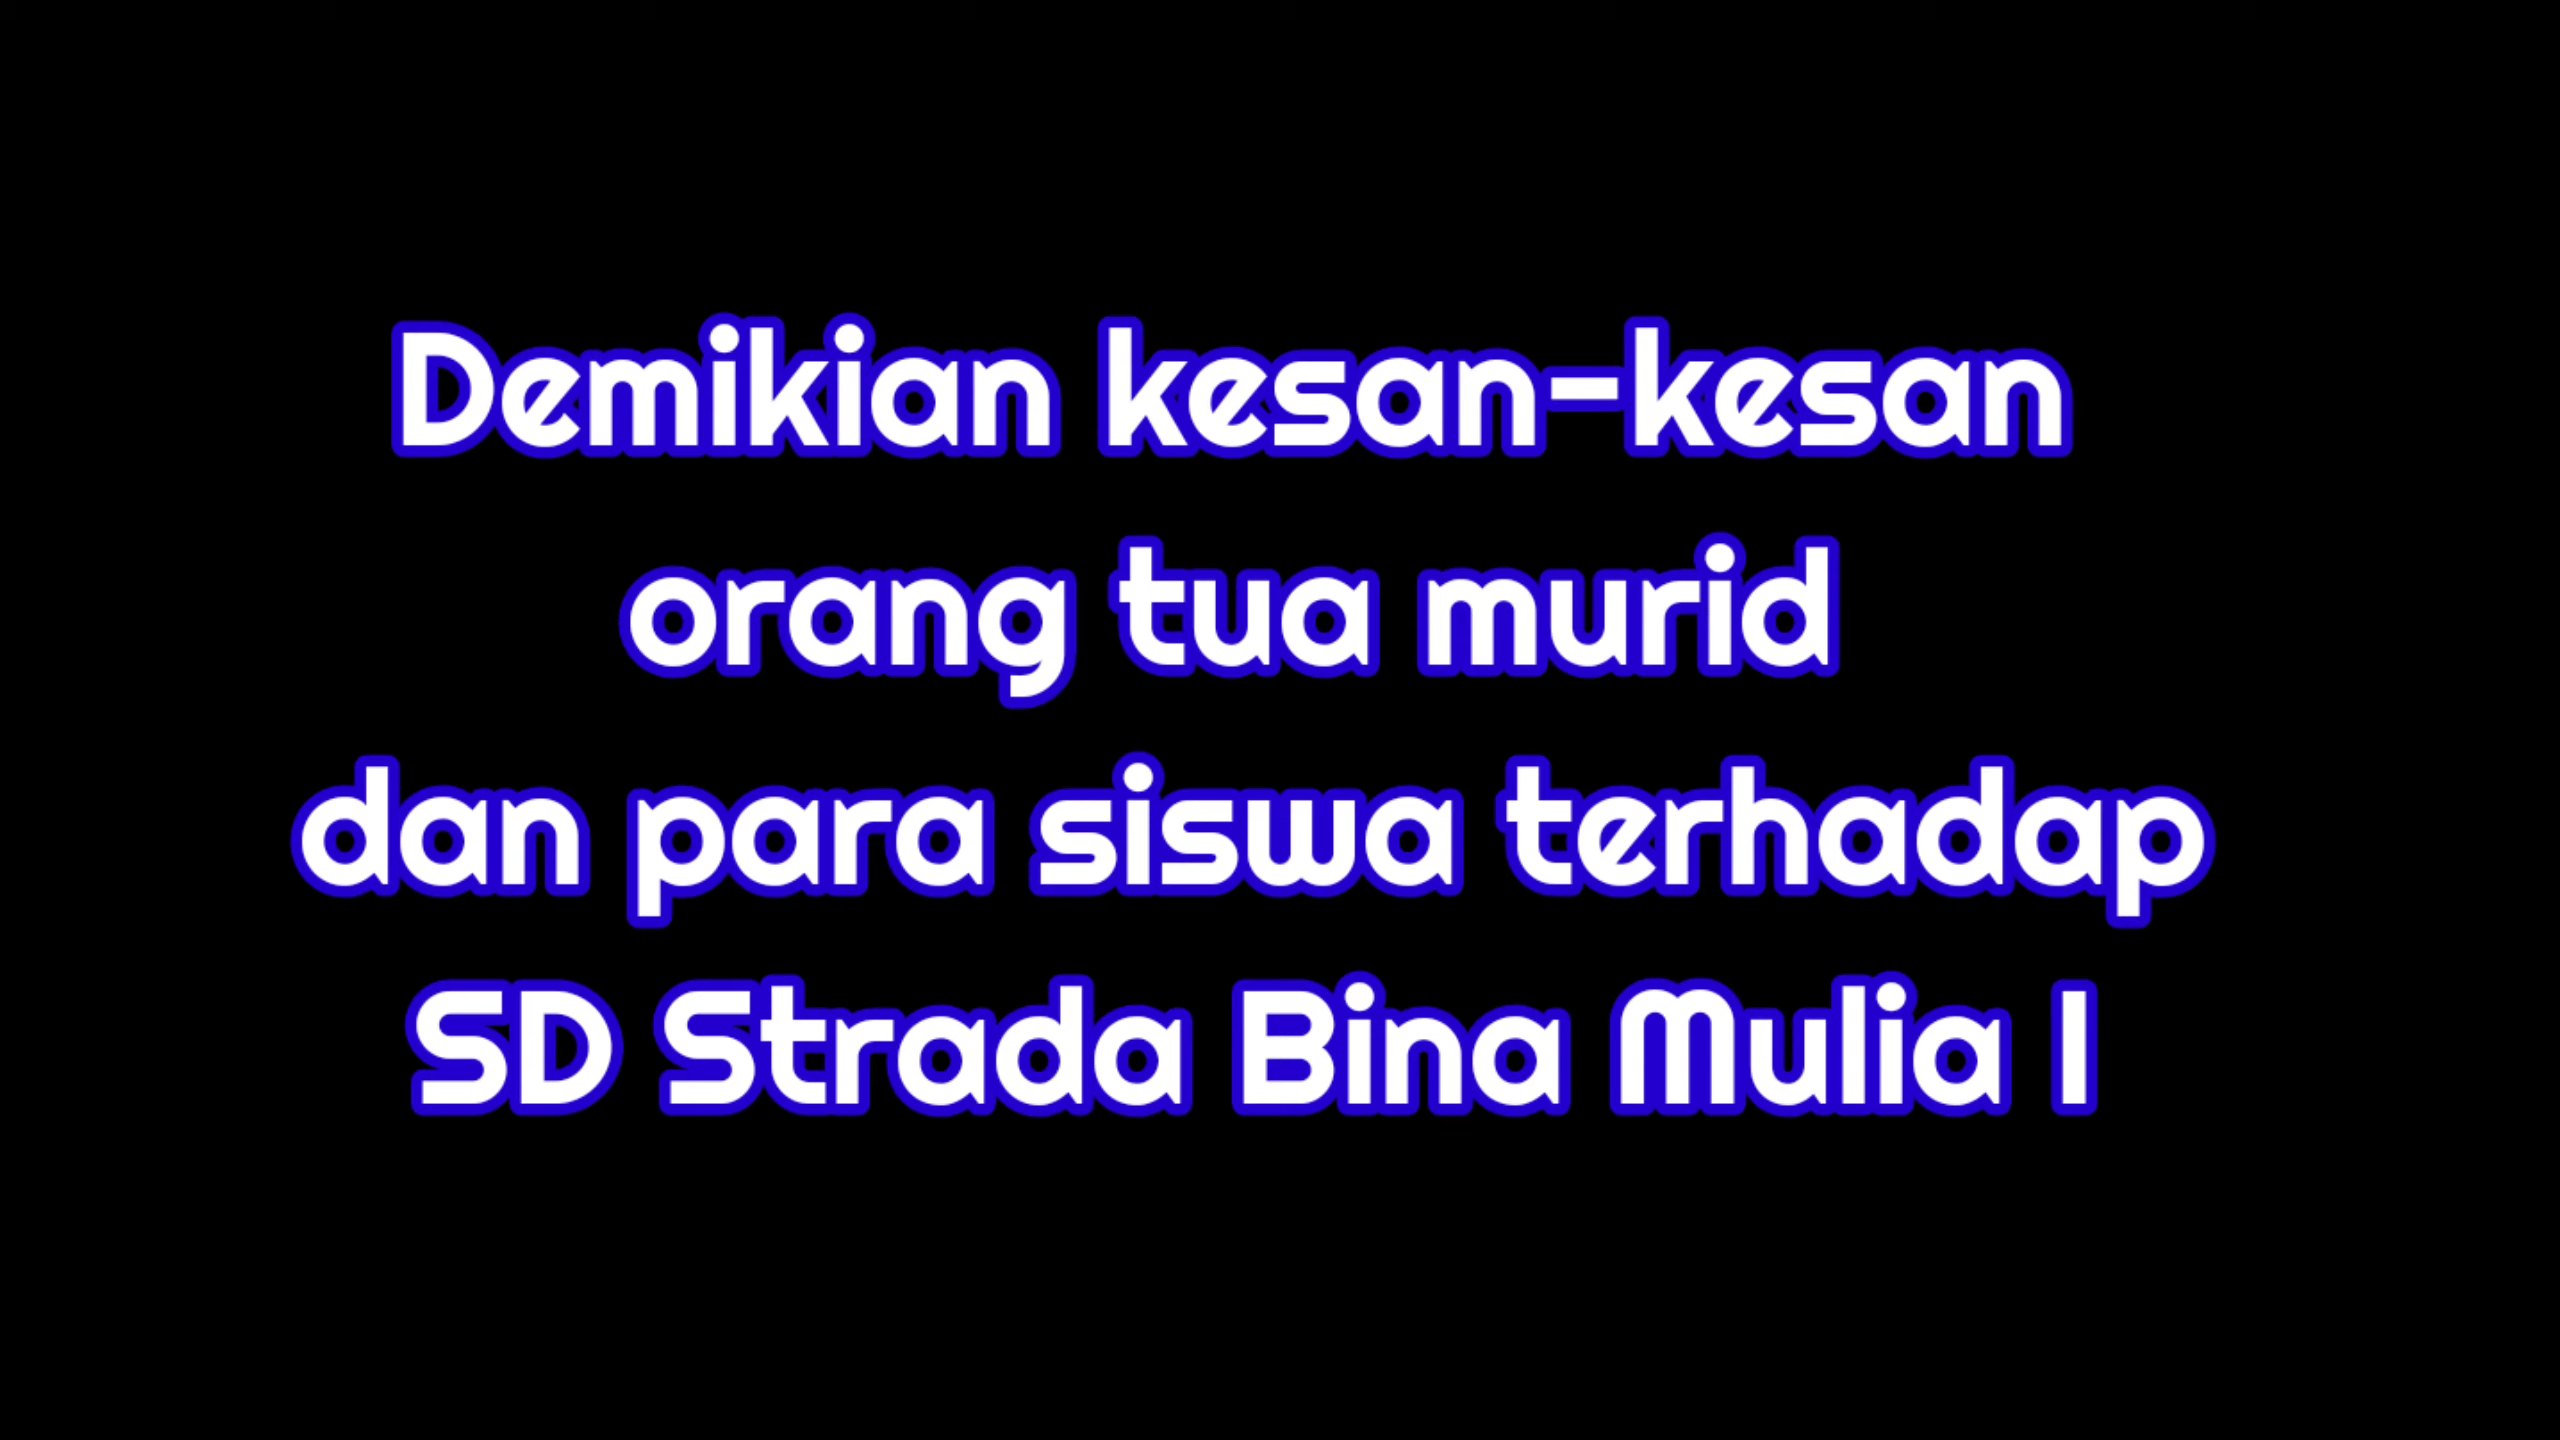 Demikian kesan-kesan
orang tua murid
dan para siswa terhadap
SD Strada Bina Mulia I